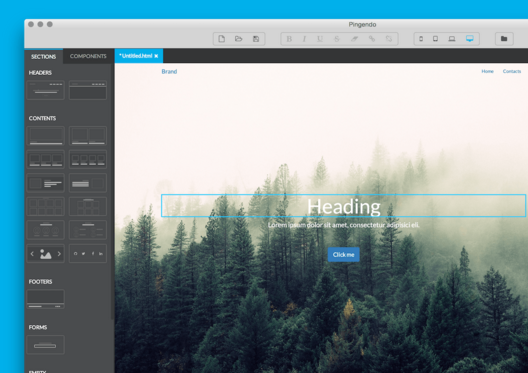 Pingendo
B I U S
SECTIONS COMPONENTS *Untitled.html
HEADERS
Brand Home Contacts
CONTENTS
Heading
Lorem ipsum dolor sit amet, consectetur adipisici eli.
Click me
FOOTERS
FORMS
EMPTY